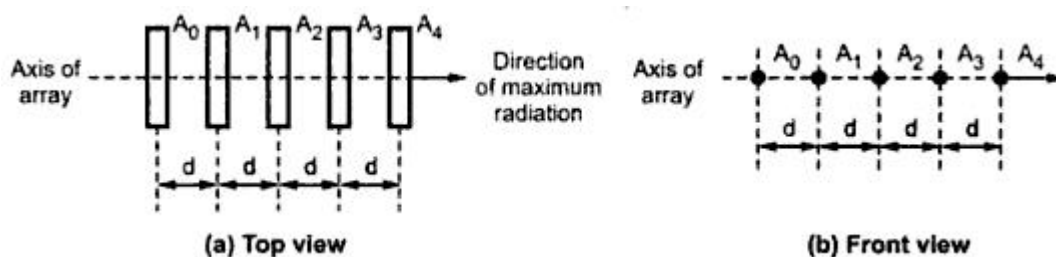 A0 A1 A2 A3 A4
Axis of
array
Direction
of maximum
radiation
d d d d
(a) Top view
Axis of
array
A0 A1 A2 A3 A4
d d d d
(b) Front view